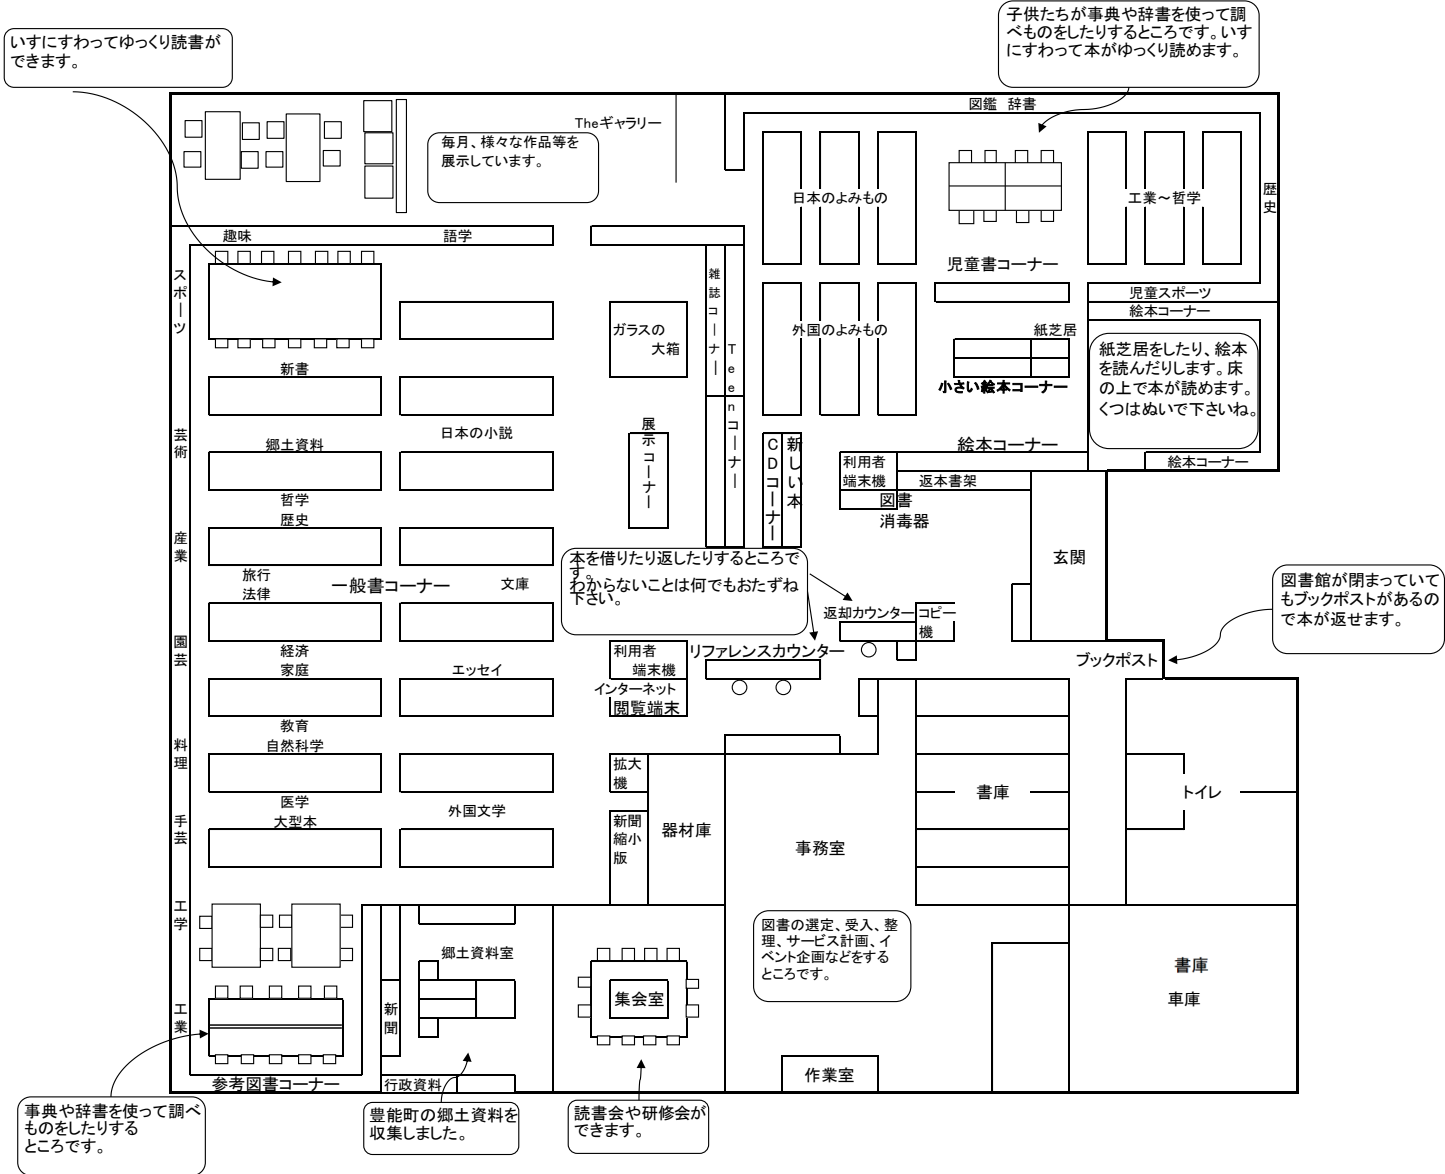 子供たちが事典や辞書を使って調
べものをしたりするところです。いす
にすわって本がゆっくり読めます。
いすにすわってゆっくり読書が
できます。
図鑑 辞書
Theギャラリー
毎月、様々な作品等を
展示しています。
日本のよみもの
工業～哲学
歴史
趣味
語学
児童書コーナー
スポーツ
雑誌コーナー
児童スポーツ
絵本コーナー
ガラスの
大箱
外国のよみもの
紙芝居
Teenコーナー
紙芝居をしたり、絵本
を読んだりします。床
の上で本が読めます。
くつはぬいで下さいね。
新書
小さい絵本コーナー
芸術
郷土資料
日本の小説
展示コーナー
CDコーナー
新しい本
絵本コーナー
利用者
端末機
返本書架
絵本コーナー
図書
消毒器
哲学
歴史
産業
玄関
本を借りたり返したりするところで
す。
わからないことは何でもおたずね
下さい。
旅行
法律
一般書コーナー
文庫
図書館が閉まっていて
もブックポストがあるの
で本が返せます。
返却カウンター
コピー
機
園芸
経済
家庭
エッセイ
利用者
端末機
リファレンスカウンター
ブックポスト
インターネット
閲覧端末
教育
自然科学
料理
拡大
機
書庫
トイレ
医学
大型本
外国文学
手芸
新聞
縮小
版
器材庫
事務室
工学
図書の選定、受入、整
理、サービス計画、イ
ベント企画などをする
ところです。
郷土資料室
書庫
車庫
集会室
工業
新聞
作業室
参考図書コーナー
行政資料
事典や辞書を使って調べ
ものをしたりする
ところです。
豊能町の郷土資料を
収集しました。
読書会や研修会が
できます。